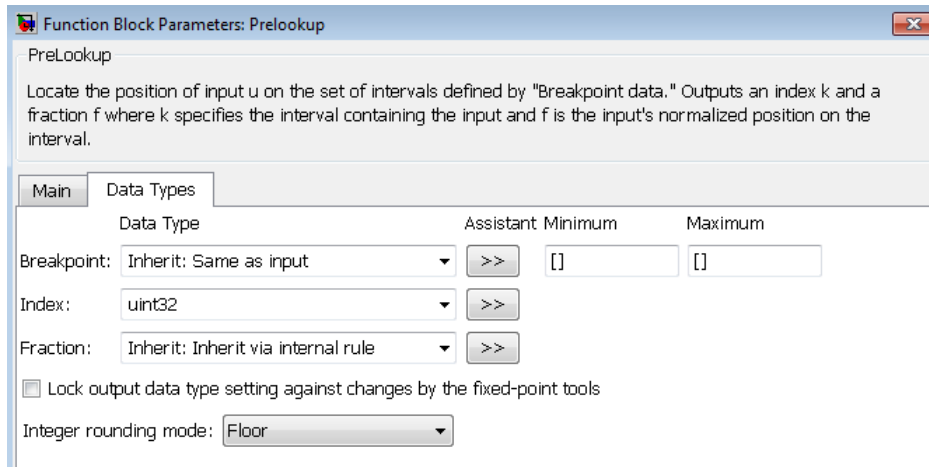 Function Block Parameters: Prelookup
PreLookup
Locate the position of input u on the set of intervals defined by "Breakpoint data." Outputs an index k and a
fraction f where k specifies the interval containing the input and f is the input's normalized position on the
interval.
Main Data Types
Data Type Assistant Minimum Maximum
Breakpoint: Inherit: Same as input >> [] []
Index: uint32 >>
Fraction: Inherit: Inherit via internal rule >>
Lock output data type setting against changes by the fixed-point tools
Integer rounding mode: Floor